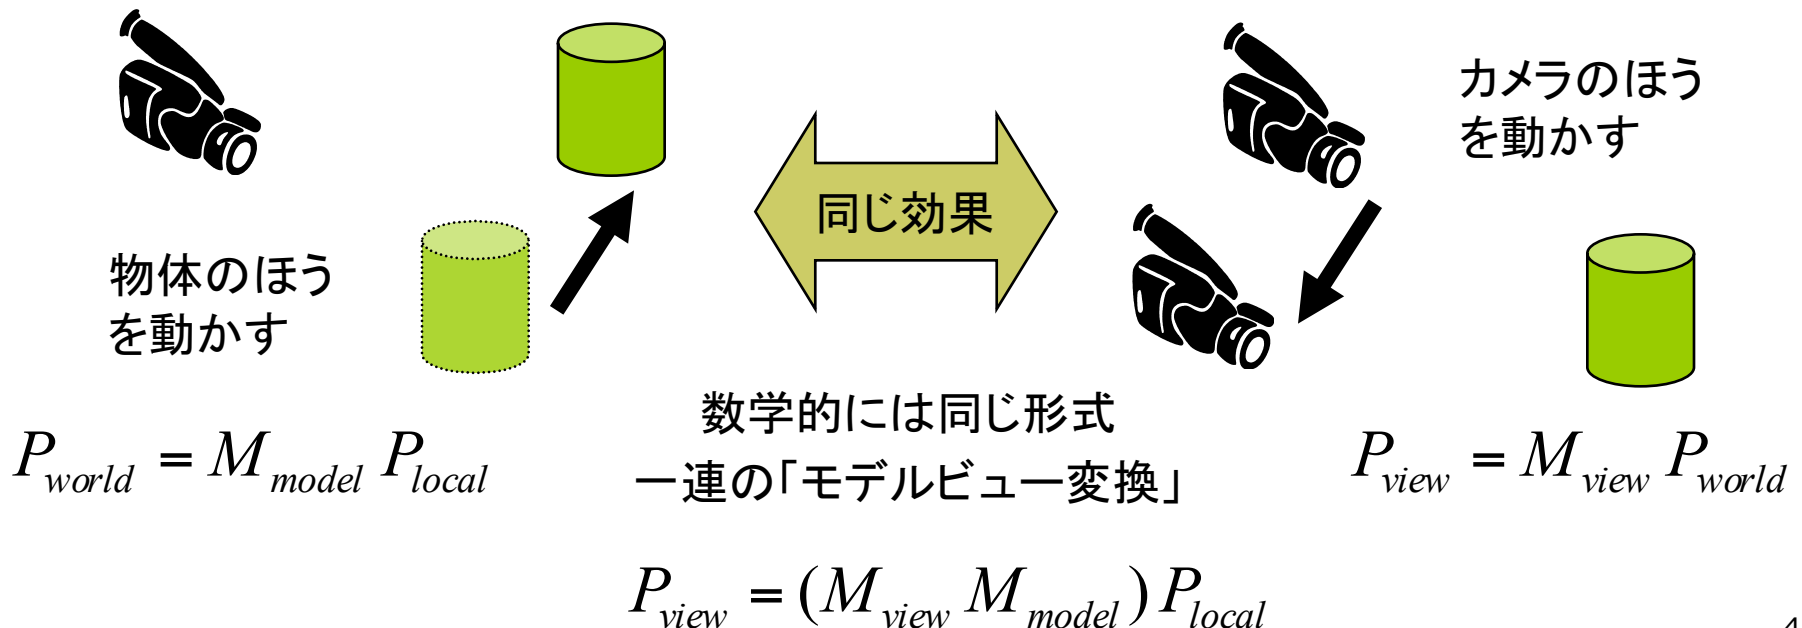 カメラのほう
を動かす
同じ効果
物体のほう
を動かす
数学的には同じ形式
一連の「モデルビュー変換」
P_world = M_model P_local
P_view = M_view P_world
P_view = (M_view M_model) P_local